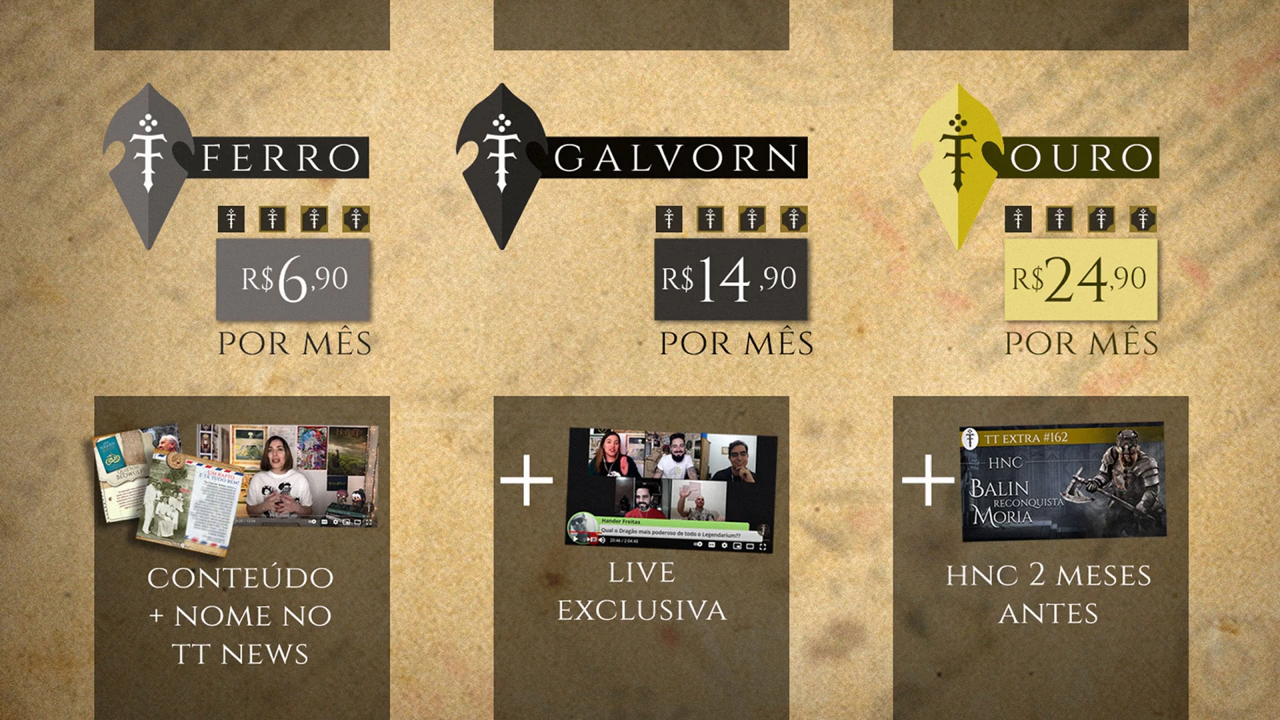 FERRO
R$6,90
POR MÊS
GALVORN
R$14,90
POR MÊS
OURO
R$24,90
POR MÊS
CONTEÚDO
+ NOME NO
TT NEWS
+
Hander Freitas
Qual o Dragão mais poderoso de todo o Legendarium??
LIVE
EXCLUSIVA
+
TT EXTRA #162
HNC
BALIN
RECONQUISTA
MORIA
HNC 2 MESES
ANTES